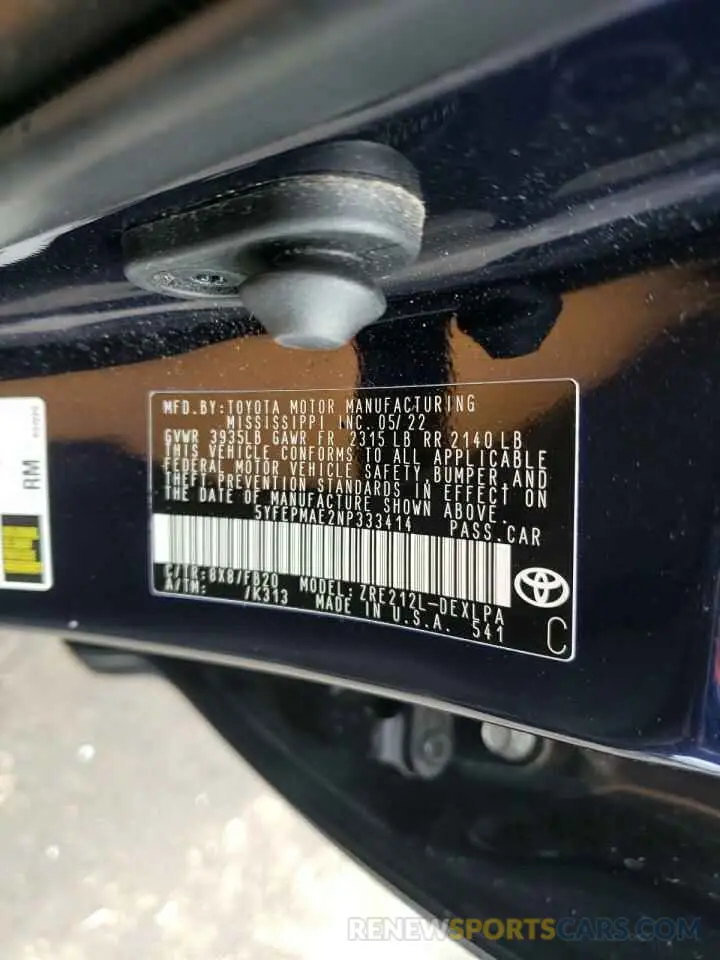 MFD.BY:TOYOTA MOTOR MANUFACTURING
MISSISSIPPI INC. 05/22
GVWR 3935LB GAWR FR 2315 LB RR 2140 LB
THIS VEHICLE CONFORMS TO ALL APPLICABLE
FEDERAL MOTOR VEHICLE SAFETY,BUMPER,AND
THEFT PREVENTION STANDARDS IN EFFECT ON
THE DATE OF MANUFACTURE SHOWN ABOVE.
5YFEPMAE2NP333414 PASS.CAR
C/TR:8X8/FB20 MODEL:ZRE212L-DEXLPA
A/TM: /K313 MADE IN U.S.A. 541
C
RM
RENEWSPORTSCARS.COM